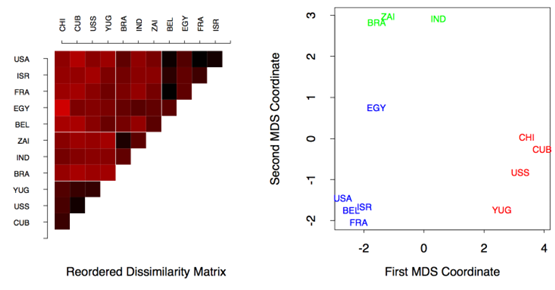 CHI CUB USS YUG BRA IND ZAI BEL EGY FRA ISR
USA
ISR
FRA
EGY
BEL
ZAI
IND
BRA
YUG
USS
CUB
Reordered Dissimilarity Matrix
Second MDS Coordinate
3
2
1
0
-1
-2
ZAI
BRA
IND
EGY
CHI
CUB
USS
USA
ISR
BEL
YUG
FRA
-2 0 2 4
First MDS Coordinate